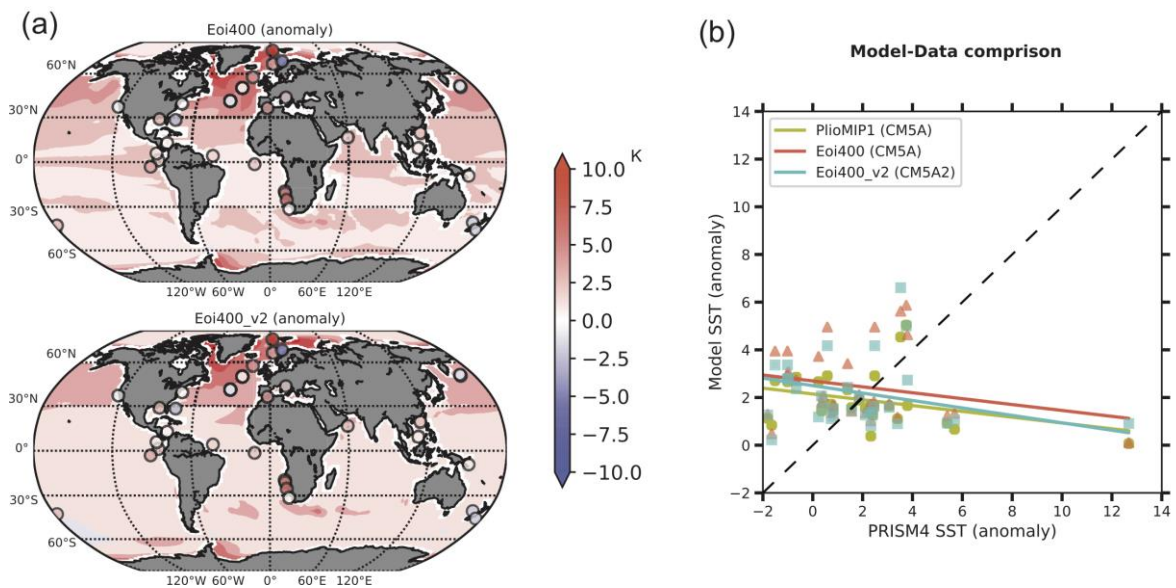 (a)
Eoi400 (anomaly)
60°N
30°N
0°
30°S
60°S
120°W 60°W 0° 60°E 120°E
Eoi400_v2 (anomaly)
60°N
30°N
0°
30°S
60°S
120°W 60°W 0° 60°E 120°E
K
10.0
7.5
5.0
2.5
0.0
−2.5
−5.0
−7.5
−10.0
(b)
Model-Data comprison
PlioMIP1 (CM5A)
Eoi400 (CM5A)
Eoi400_v2 (CM5A2)
Model SST (anomaly)
14
12
10
8
6
4
2
0
−2
−2 0 2 4 6 8 10 12 14
PRISM4 SST (anomaly)